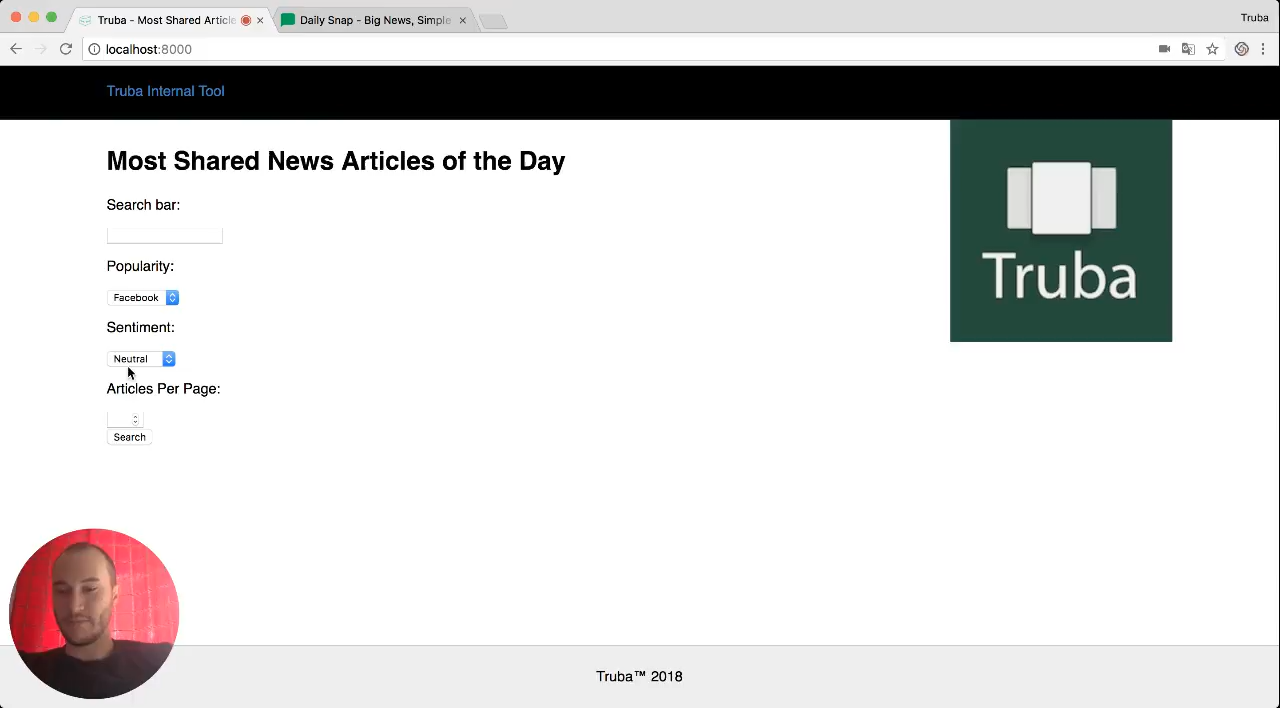 Truba - Most Shared Article
Daily Snap - Big News, Simple
Truba
localhost:8000
Truba Internal Tool
Most Shared News Articles of the Day
Truba
Search bar:
Popularity:
Facebook
Sentiment:
Neutral
Articles Per Page:
Search
Truba™ 2018